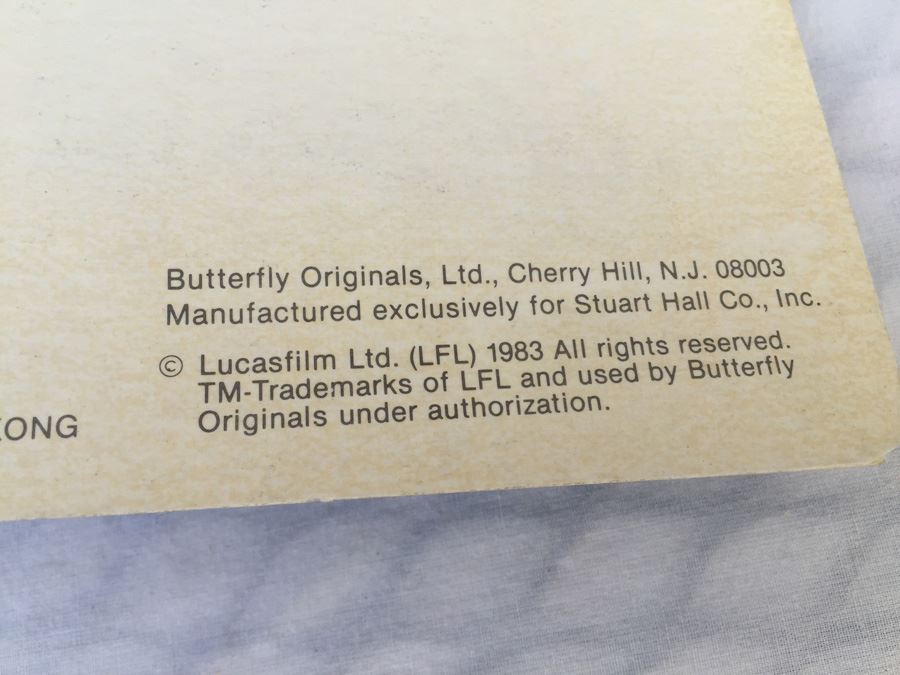 Butterfly Originals, Ltd., Cherry Hill, N.J. 08003
Manufactured exclusively for Stuart Hall Co., Inc.
© Lucasfilm Ltd. (LFL) 1983 All rights reserved.
TM-Trademarks of LFL and used by Butterfly
Originals under authorization.